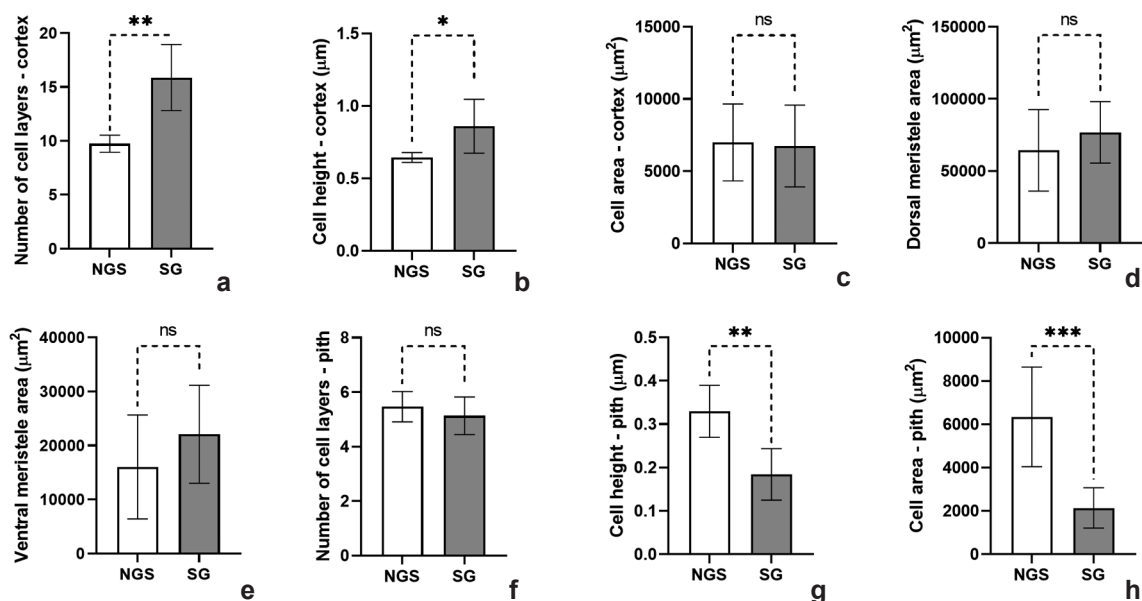 Number of cell layers - cortex
20
15
10
5
0
**
NGS
SG
a
Cell height - cortex (μm)
1.5
1.0
0.5
0.0
*
NGS
SG
b
Cell area - cortex (μm²)
15000
10000
5000
0
ns
NGS
SG
c
Dorsal meristele area (μm²)
150000
100000
50000
0
ns
NGS
SG
d
Ventral meristele area (μm²)
40000
30000
20000
10000
0
ns
NGS
SG
e
Number of cell layers - pith
8
6
4
2
0
ns
NGS
SG
f
Cell height - pith (μm)
0.5
0.4
0.3
0.2
0.1
0.0
**
NGS
SG
g
Cell area - pith (μm²)
10000
8000
6000
4000
2000
0
***
NGS
SG
h